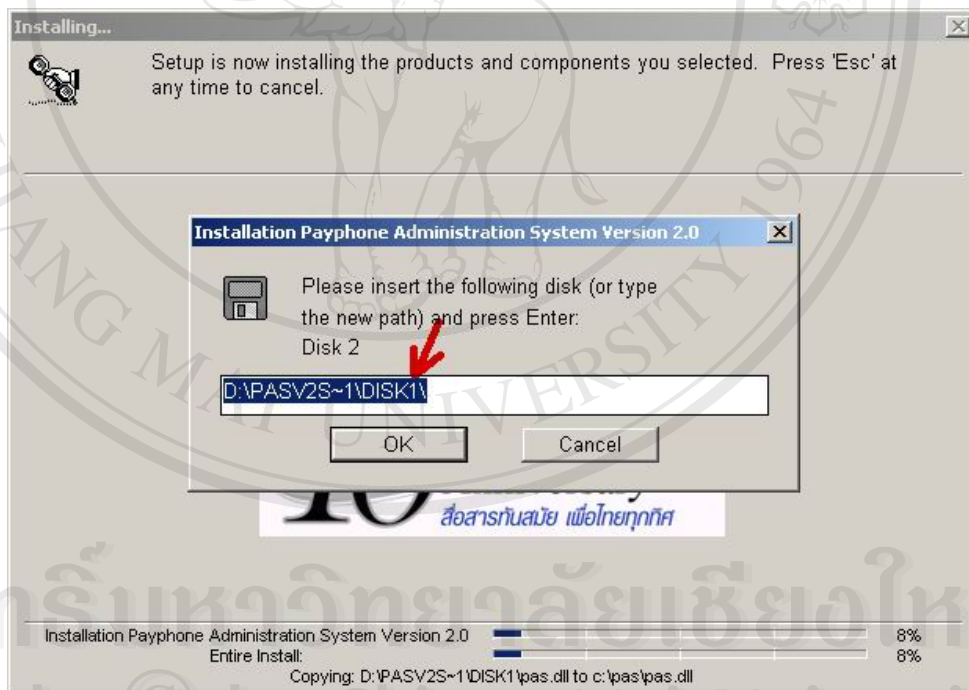 Installing...
Setup is now installing the products and components you selected. Press 'Esc' at
any time to cancel.
1964
Installation Payphone Administration System Version 2.0
Please insert the following disk (or type
the new path) and press Enter:
Disk 2
D:\PASV2S~1\DISK1\
OK Cancel
ANG MAI UNIVERSITY
สื่อสารทันสมัย เพื่อไทยทุกทิศ
Installation Payphone Administration System Version 2.0 8%
Entire Install: 8%
Copying: D:\PASV2S~1\DISK1\pas.dll to c:\pas\pas.dll